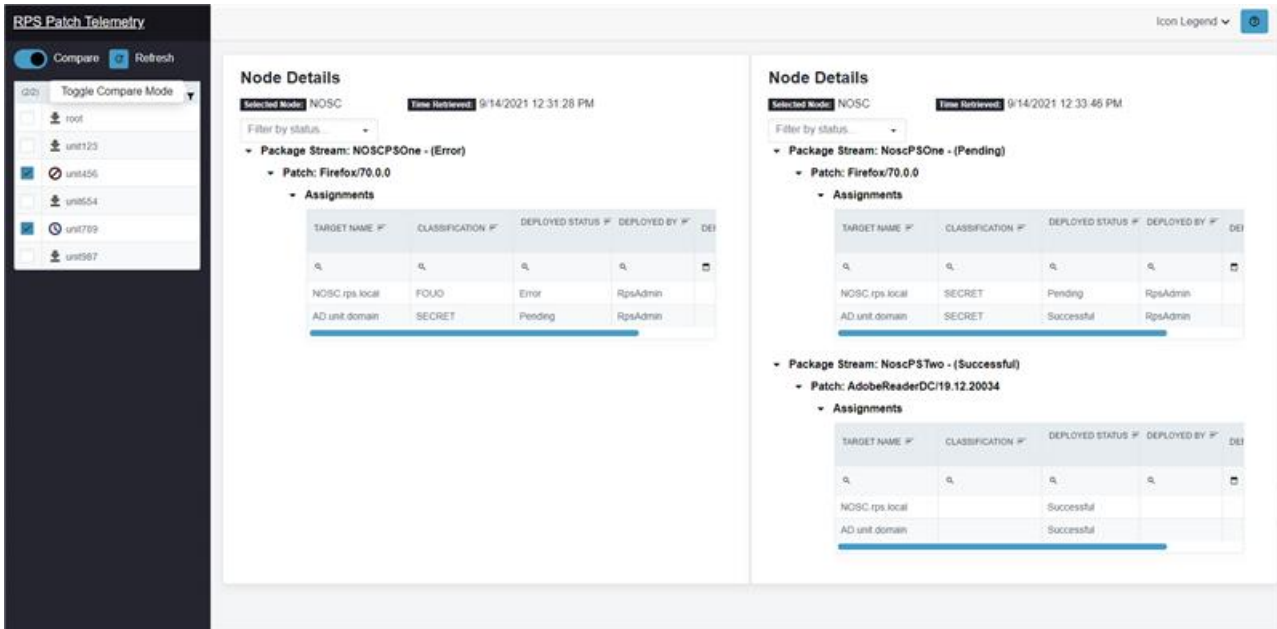 RPS Patch Telemetry
Icon Legend
Compare Refresh
(2/2) Toggle Compare Mode
root
unit123
unit456
unit654
unit789
unit987
Node Details
Selected Node: NOSC Time Retrieved: 9/14/2021 12:31:28 PM
Filter by status...
Package Stream: NOSCPSOne - (Error)
Patch: Firefox/70.0.0
Assignments
TARGET NAME CLASSIFICATION DEPLOYED STATUS DEPLOYED BY DEF
NOSC.rps.local FOUO Error RpsAdmin
AD.unit.domain SECRET Pending RpsAdmin
Node Details
Selected Node: NOSC Time Retrieved: 9/14/2021 12:33:46 PM
Filter by status...
Package Stream: NoscPSOne - (Pending)
Patch: Firefox/70.0.0
Assignments
TARGET NAME CLASSIFICATION DEPLOYED STATUS DEPLOYED BY DEF
NOSC.rps.local SECRET Pending RpsAdmin
AD.unit.domain SECRET Successful RpsAdmin
Package Stream: NoscPSTwo - (Successful)
Patch: AdobeReaderDC/19.12.20034
Assignments
TARGET NAME CLASSIFICATION DEPLOYED STATUS DEPLOYED BY DEF
NOSC.rps.local Successful
AD.unit.domain Successful